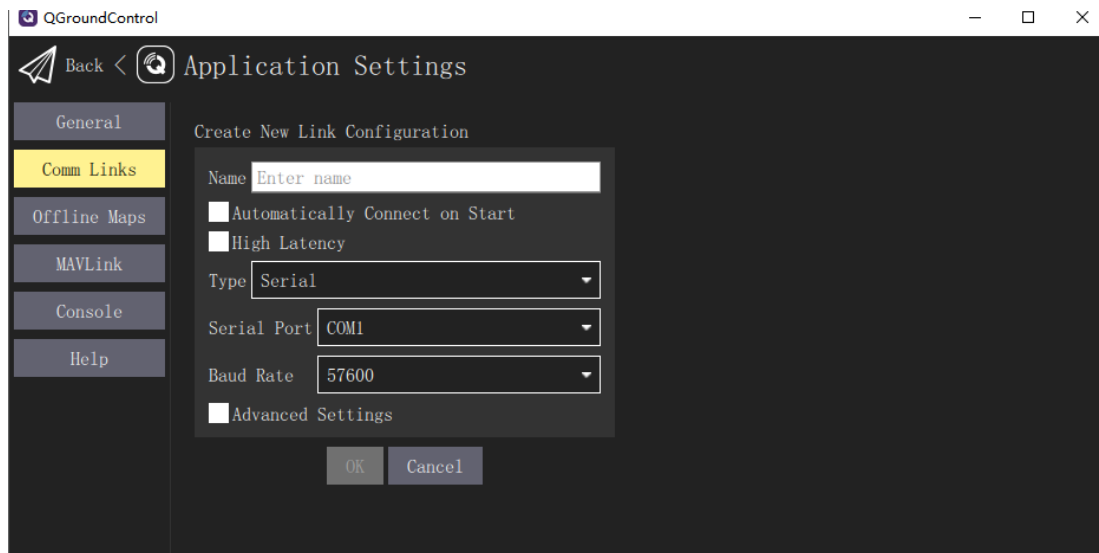 QGroundControl
Back < Application Settings
General
Comm Links
Offline Maps
MAVLink
Console
Help
Create New Link Configuration
Name Enter name
Automatically Connect on Start
High Latency
Type Serial
Serial Port COM1
Baud Rate 57600
Advanced Settings
OK Cancel